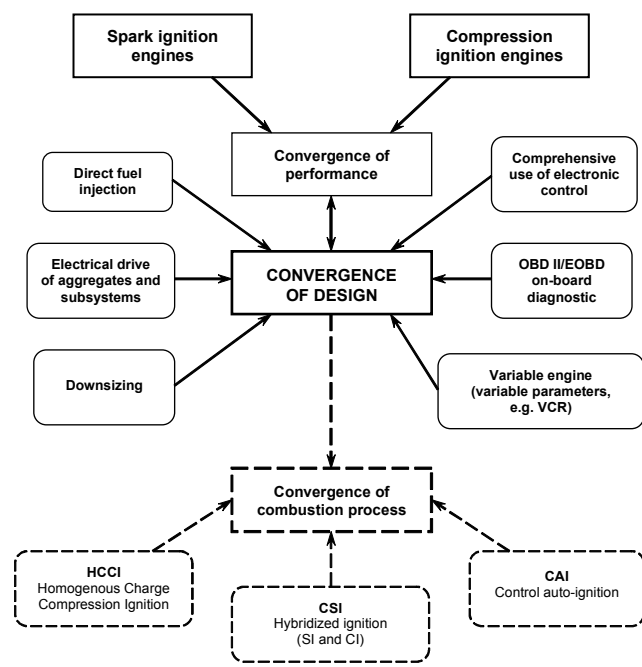 Spark ignition
engines
Compression
ignition engines
Convergence of
performance
Direct fuel
injection
Comprehensive
use of electronic
control
Electrical drive
of aggregates and
subsystems
CONVERGENCE
OF DESIGN
OBD II/EOBD
on-board
diagnostic
Downsizing
Variable engine
(variable parameters,
e.g. VCR)
Convergence of
combustion process
HCCI
Homogenous Charge
Compression Ignition
CSI
Hybridized ignition
(SI and CI)
CAI
Control auto-ignition